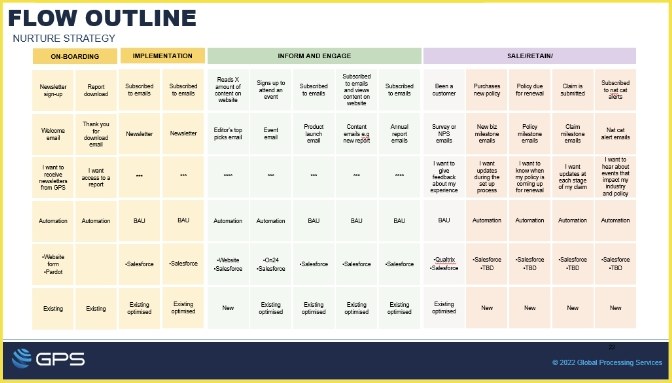 FLOW OUTLINE
NURTURE STRATEGY
ON-BOARDING IMPLEMENTATION INFORM AND ENGAGE SALE/RETAIN/
Newsletter sign-up
Report download
Subscribed to emails
Subscribed to emails
Reads X amount of content on website
Signs up to attend an event
Subscribed to emails
Subscribed to emails and views content on website
Subscribed to emails
Been a customer
Purchases new policy
Policy due for renewal
Claim is submitted
Subscribed to nat cat alerts
Welcome email
Thank you for download email
Newsletter
Newsletter
Editor's top picks email
Event email
Product launch email
Content emails e.g new report
Annual report emails
Survey or NPS emails
New biz milestone emails
Policy milestone emails
Claim milestone emails
Nat cat alert emails
I want to receive newsletters from GPS
I want access to a report
***
***
****
***
***
***
****
I want to give feedback about my experience
I want updates during the set up process
I want to know when my policy is coming up for renewal
I want updates at each stage of my claim
I want to hear about events that impact my industry and policy
Automation
Automation
BAU
BAU
Automation
Automation
BAU
BAU
BAU
BAU
Automation
Automation
Automation
Automation
•Website form
•Pardot
•Salesforce
•Salesforce
•Website
•Salesforce
•On24
•Salesforce
•Salesforce
•Salesforce
•Salesforce
•Qualtrix
•Salesforce
•Salesforce
•TBD
•Salesforce
•TBD
•Salesforce
•TBD
•Salesforce
•TBD
Existing
Existing
Existing optimised
Existing optimised
New
Existing optimised
Existing optimised
Existing optimised
Existing optimised
Existing optimised
New
New
New
New
GPS
© 2022 Global Processing Services